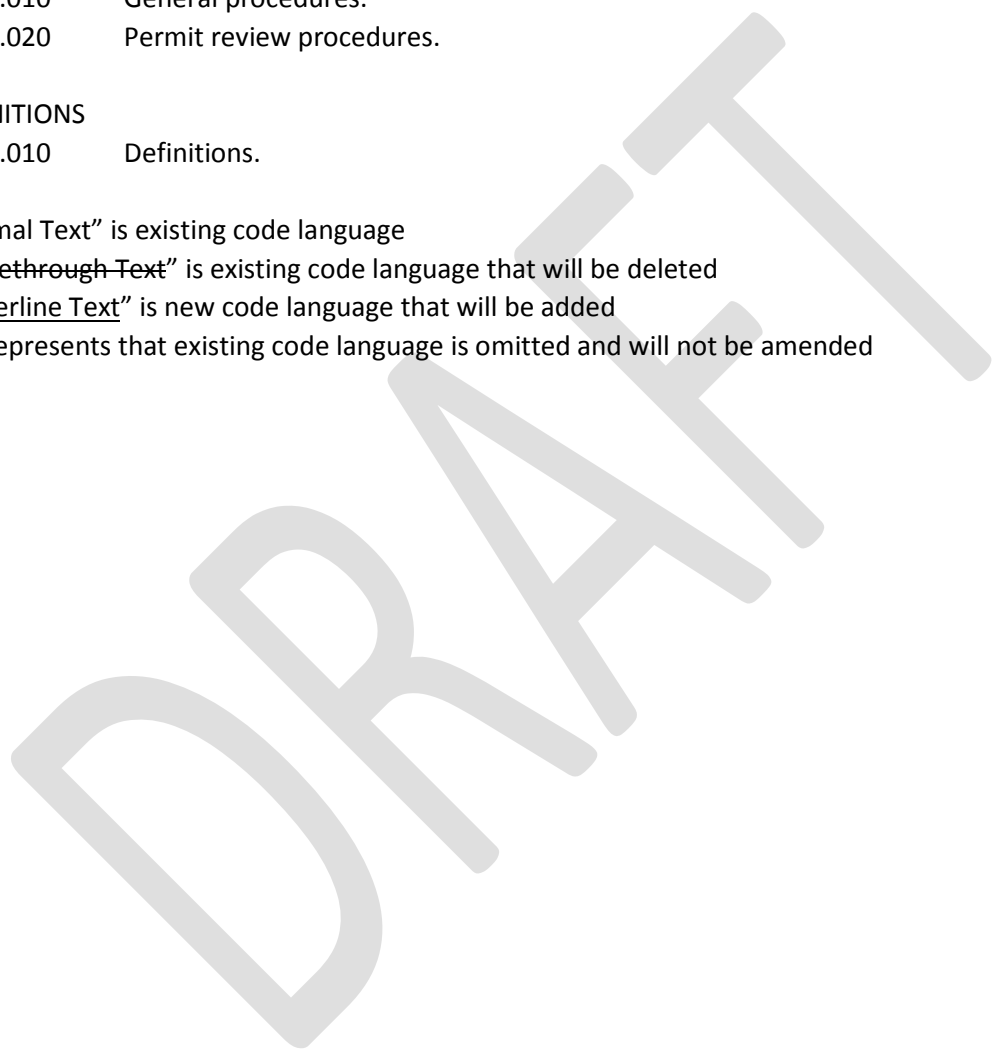 .010 General procedures.
.020 Permit review procedures.
NITIONS
.010 Definitions.
mal Text” is existing code language
ethrough Text” is existing code language that will be deleted
erline Text” is new code language that will be added
epresents that existing code language is omitted and will not be amended
DRAFT